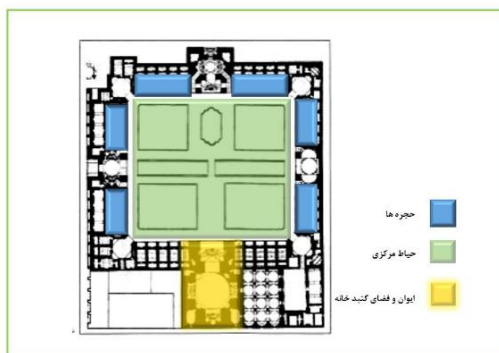 حجره ها
حیاط مرکزی
ایوان و فضای گنبد خانه